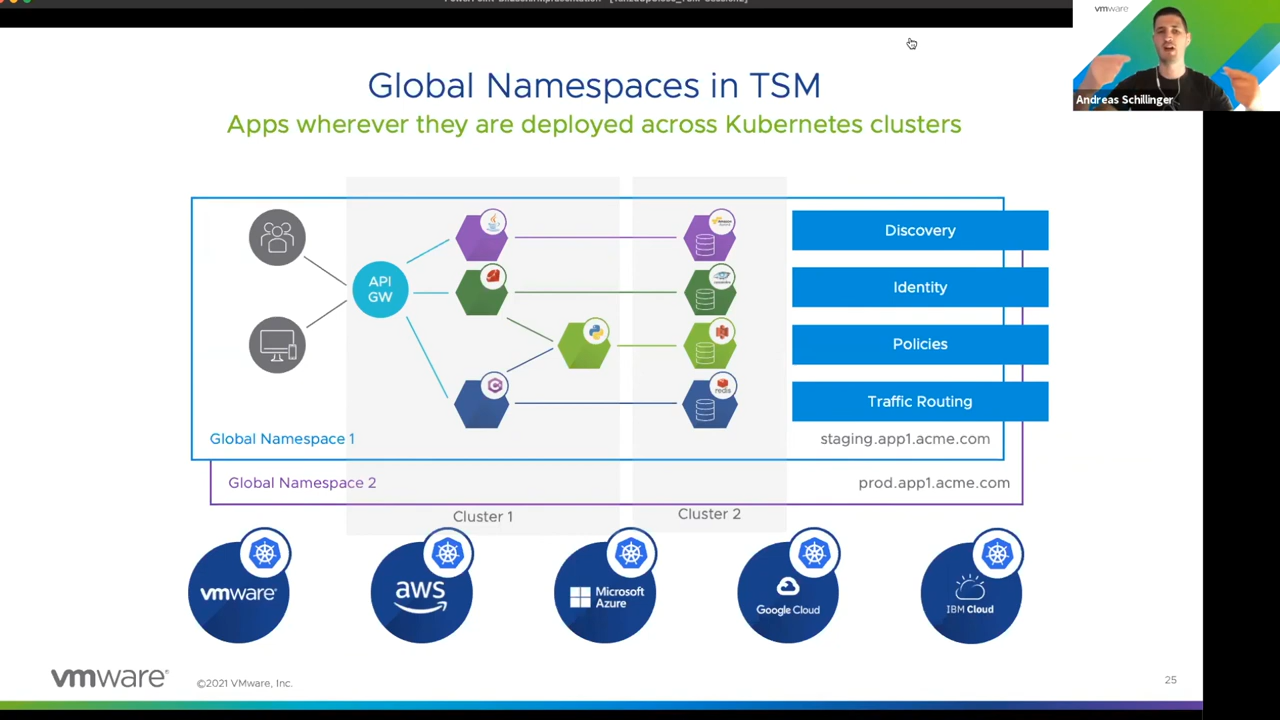 vmware
Andreas Schillinger
Global Namespaces in TSM
Apps wherever they are deployed across Kubernetes clusters
API
GW
redis
Discovery
Identity
Policies
Traffic Routing
Global Namespace 1
staging.app1.acme.com
Global Namespace 2
prod.app1.acme.com
Cluster 1
Cluster 2
vmware
aws
Microsoft
Azure
Google Cloud
IBM Cloud
vmware
©2021 VMware, Inc.
25